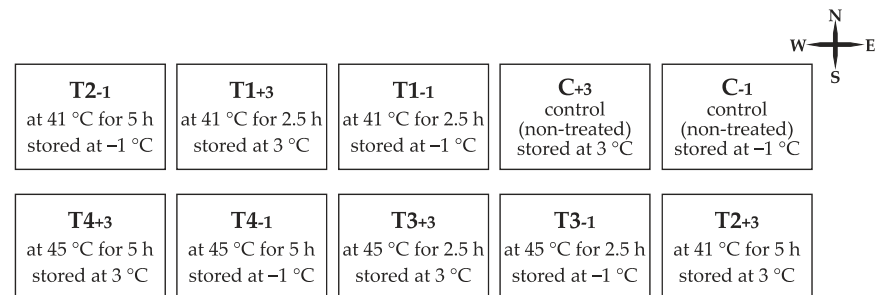 N
W E
S
T2-1
at 41 °C for 5 h
stored at –1 °C
T1+3
at 41 °C for 2.5 h
stored at 3 °C
T1-1
at 41 °C for 2.5 h
stored at –1 °C
C+3
control
(non-treated)
stored at 3 °C
C-1
control
(non-treated)
stored at –1 °C
T4+3
at 45 °C for 5 h
stored at 3 °C
T4-1
at 45 °C for 5 h
stored at –1 °C
T3+3
at 45 °C for 2.5 h
stored at 3 °C
T3-1
at 45 °C for 2.5 h
stored at –1 °C
T2+3
at 41 °C for 5 h
stored at 3 °C